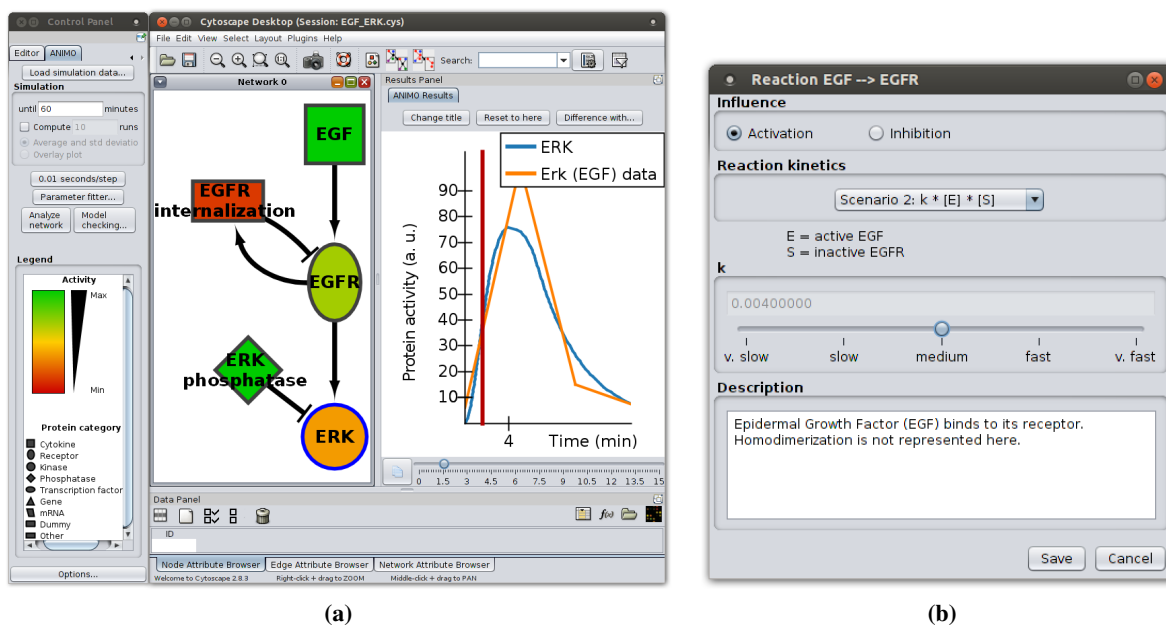 Control Panel
Editor ANIMO
Load simulation data...
Simulation
until 60 minutes
Compute 10 runs
Average and std deviatio
Overlay plot
0.01 seconds/step
Parameter fitter...
Analyze network
Model checking...
Legend
Activity
Max
Min
Protein category
Cytokine
Receptor
Kinase
Phosphatase
Transcription factor
Gene
mRNA
Dummy
Other
Options...
Cytoscape Desktop (Session: EGF_ERK.cys)
File Edit View Select Layout Plugins Help
Search:
Network 0
EGF
EGFR
internalization
EGFR
ERK
phosphatase
ERK
Results Panel
ANIMO Results
Change title Reset to here Difference with...
ERK
Erk (EGF) data
Protein activity (a. u.)
90
80
70
60
50
40
30
20
10
4 Time (min)
0 1.5 3 4.5 6 7.5 9 10.5 12 13.5 15
Data Panel
f(x)
ID
Node Attribute Browser Edge Attribute Browser Network Attribute Browser
Welcome to Cytoscape 2.8.3 Right-click + drag to ZOOM Middle-click + drag to PAN
(a)
Reaction EGF --> EGFR
Influence
Activation Inhibition
Reaction kinetics
Scenario 2: k * [E] * [S]
E = active EGF
S = inactive EGFR
k
0.00400000
v. slow slow medium fast v. fast
Description
Epidermal Growth Factor (EGF) binds to its receptor.
Homodimerization is not represented here.
Save Cancel
(b)